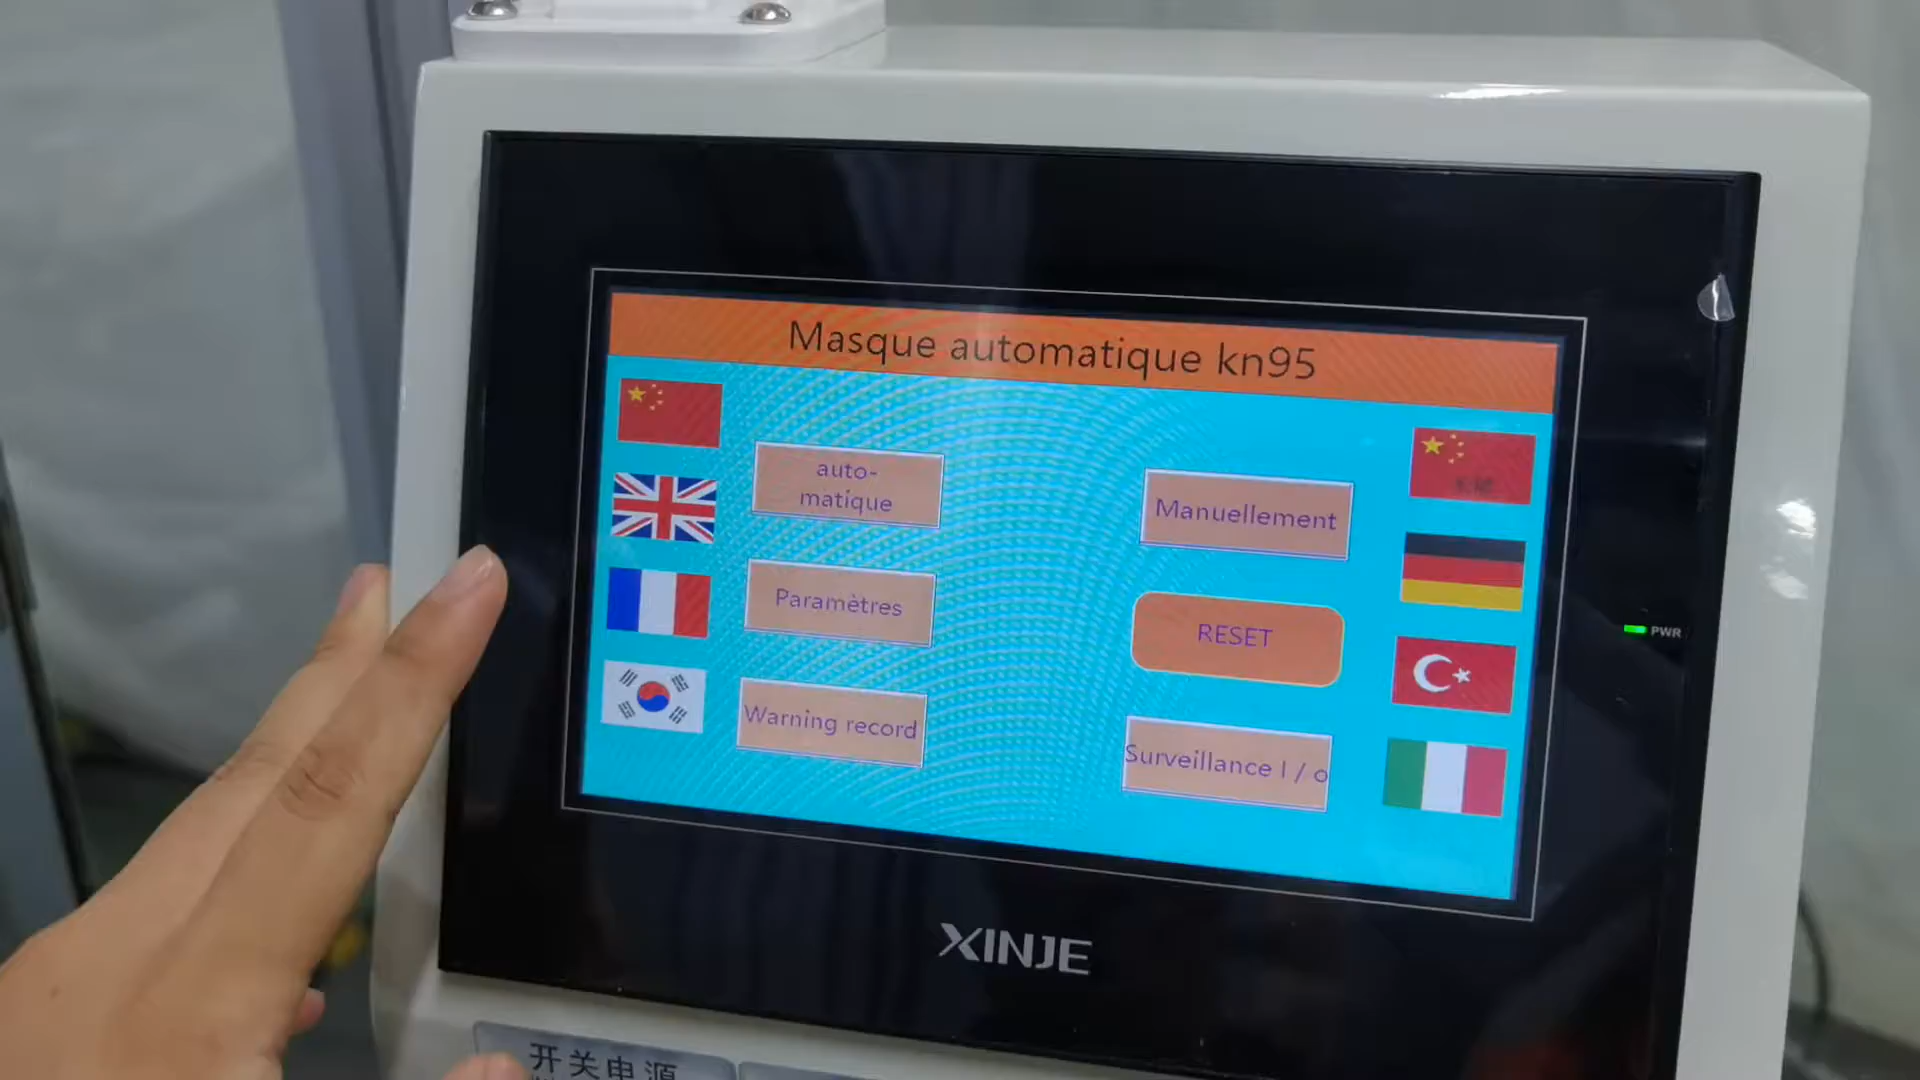 Masque automatique kn95
auto-
matique
Manuellement
Paramètres
RESET
Warning record
Surveillance I / o
PWR
XINJE
开关电源